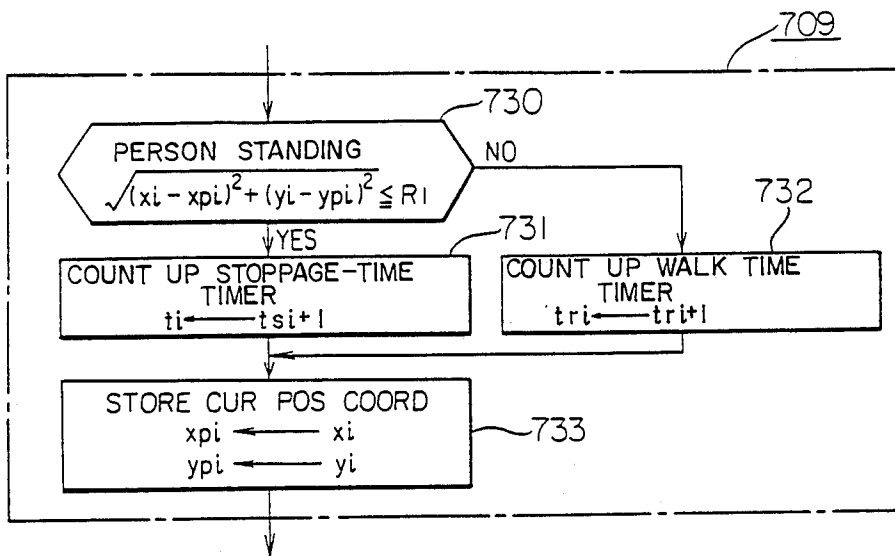 709
730
PERSON STANDING
√(xi - xpi)² + (yi - ypi)² ≦ R1
NO
YES
731
COUNT UP STOPPAGE-TIME
TIMER
ti ← tsi+1
732
COUNT UP WALK TIME
TIMER
tri ← tri+1
STORE CUR POS COORD
xpi ← xi
ypi ← yi
733